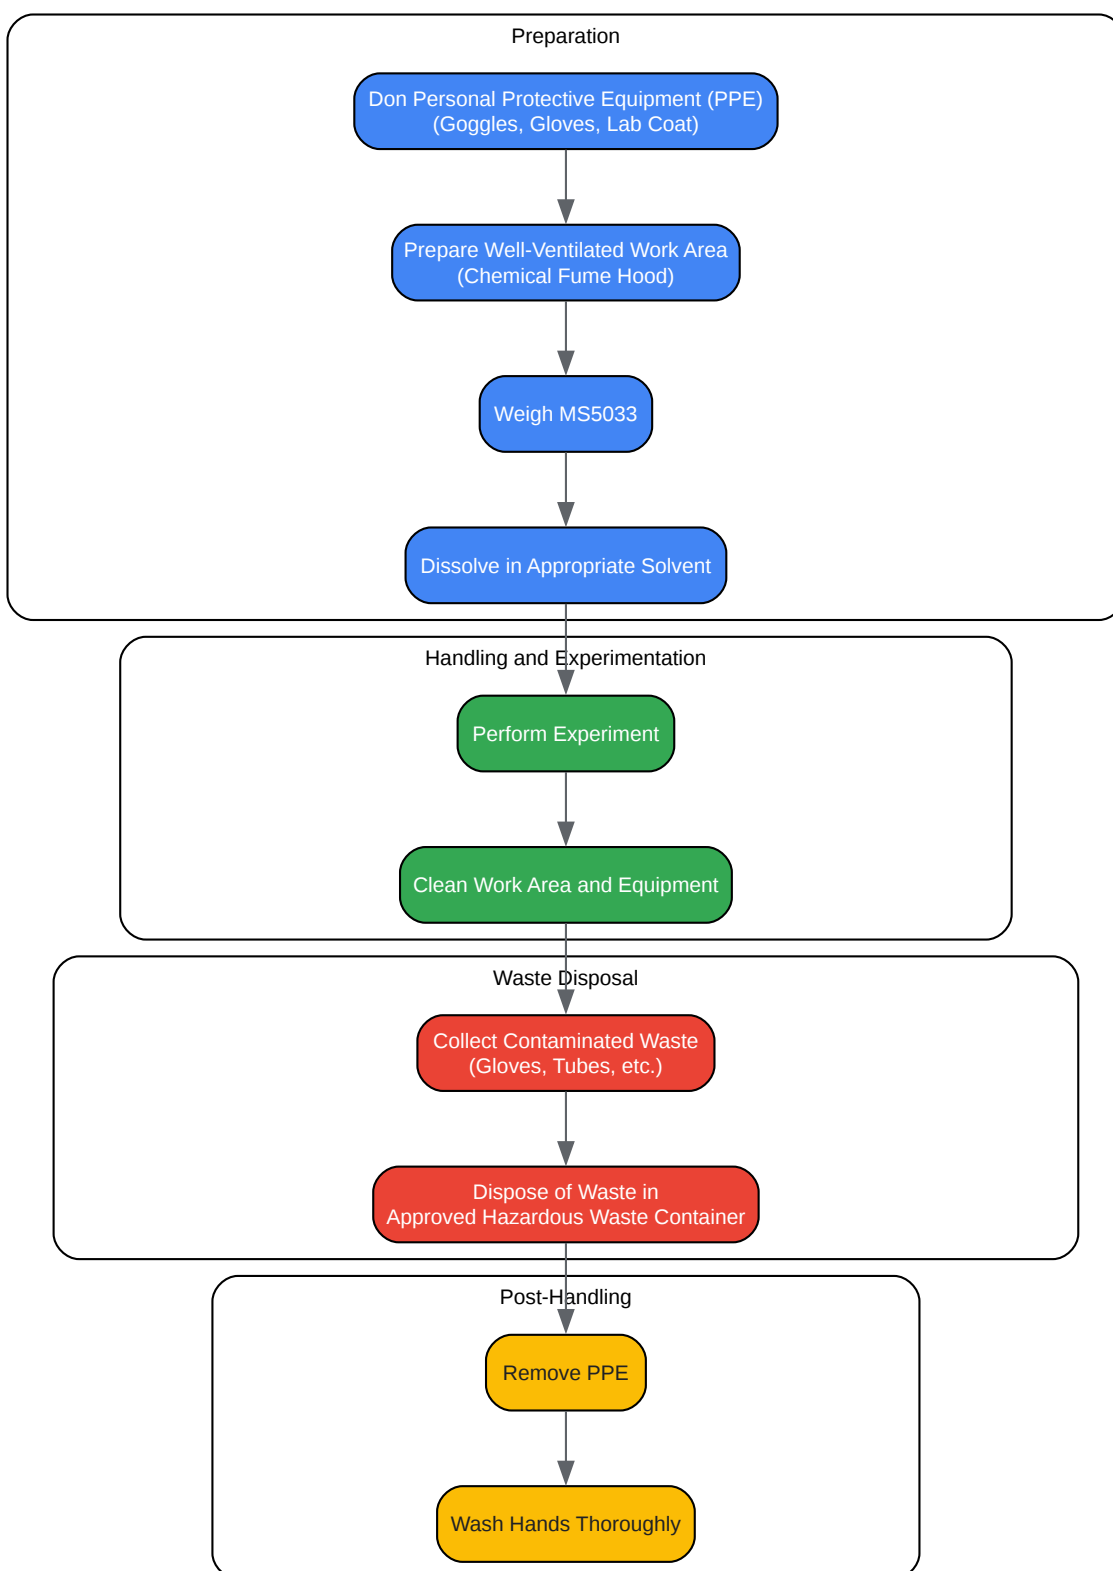 Preparation
Don Personal Protective Equipment (PPE)
(Goggles, Gloves, Lab Coat)
Prepare Well-Ventilated Work Area
(Chemical Fume Hood)
Weigh MS5033
Dissolve in Appropriate Solvent
Handling and Experimentation
Perform Experiment
Clean Work Area and Equipment
Waste Disposal
Collect Contaminated Waste
(Gloves, Tubes, etc.)
Dispose of Waste in
Approved Hazardous Waste Container
Post-Handling
Remove PPE
Wash Hands Thoroughly